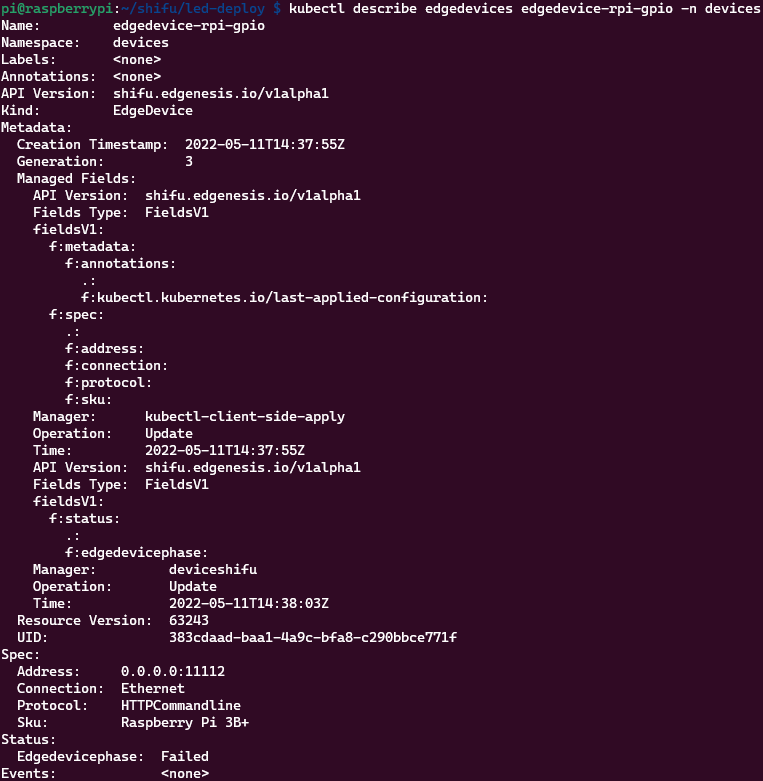 pi@raspberrypi:~/shifu/led-deploy $ kubectl describe edgedevices edgedevice-rpi-gpio -n devices
Name:         edgedevice-rpi-gpio
Namespace:    devices
Labels:       <none>
Annotations:  <none>
API Version:  shifu.edgenesis.io/v1alpha1
Kind:         EdgeDevice
Metadata:
  Creation Timestamp:  2022-05-11T14:37:55Z
  Generation:          3
  Managed Fields:
    API Version:  shifu.edgenesis.io/v1alpha1
    Fields Type:  FieldsV1
    fieldsV1:
      f:metadata:
        f:annotations:
          .:
          f:kubectl.kubernetes.io/last-applied-configuration:
      f:spec:
        .:
        f:address:
        f:connection:
        f:protocol:
        f:sku:
    Manager:      kubectl-client-side-apply
    Operation:    Update
    Time:         2022-05-11T14:37:55Z
    API Version:  shifu.edgenesis.io/v1alpha1
    Fields Type:  FieldsV1
    fieldsV1:
      f:status:
        .:
        f:edgedevicephase:
    Manager:         deviceshifu
    Operation:       Update
    Time:            2022-05-11T14:38:03Z
  Resource Version:  63243
  UID:               383cdaad-baa1-4a9c-bfa8-c290bbce771f
Spec:
  Address:     0.0.0.0:11112
  Connection:  Ethernet
  Protocol:    HTTPCommandline
  Sku:         Raspberry Pi 3B+
Status:
  Edgedevicephase:  Failed
Events:             <none>